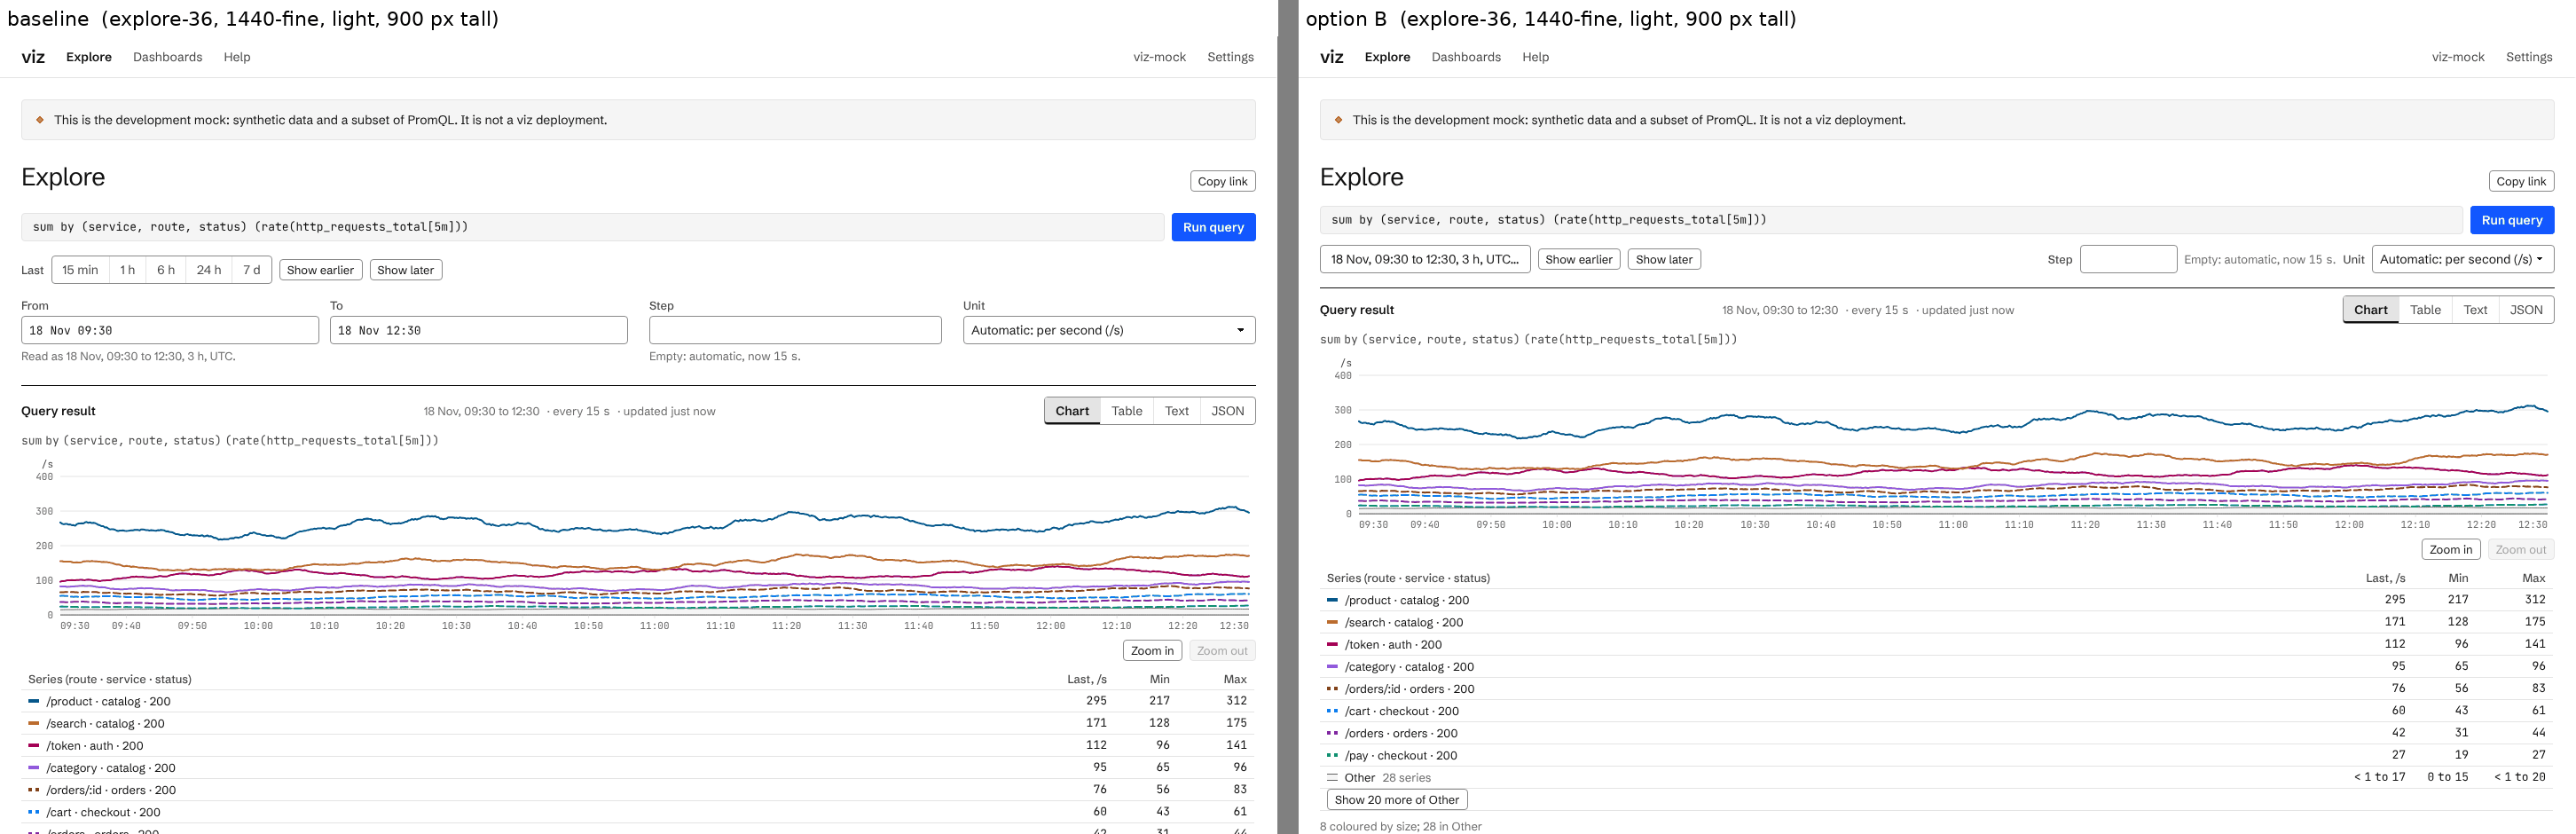 baseline (explore-36, 1440-fine, light, 900 px tall)
viz Explore Dashboards Help viz-mock Settings
This is the development mock: synthetic data and a subset of PromQL. It is not a viz deployment.
Explore
Copy link
sum by (service, route, status) (rate(http_requests_total[5m])) Run query
Last 15 min 1 h 6 h 24 h 7 d Show earlier Show later
From To Step Unit
18 Nov 09:30 18 Nov 12:30 Automatic: per second (/s)
Read as 18 Nov, 09:30 to 12:30, 3 h, UTC. Empty: automatic, now 15 s.
Query result 18 Nov, 09:30 to 12:30 · every 15 s · updated just now Chart Table Text JSON
sum by (service, route, status) (rate(http_requests_total[5m]))
/s
400
300
200
100
0
09:30 09:40 09:50 10:00 10:10 10:20 10:30 10:40 10:50 11:00 11:10 11:20 11:30 11:40 11:50 12:00 12:10 12:20 12:30
Zoom in Zoom out
Series (route · service · status) Last, /s Min Max
/product · catalog · 200 295 217 312
/search · catalog · 200 171 128 175
/token · auth · 200 112 96 141
/category · catalog · 200 95 65 96
/orders/:id · orders · 200 76 56 83
/cart · checkout · 200 60 43 61
/orders · orders · 200 42 31 44
option B (explore-36, 1440-fine, light, 900 px tall)
viz Explore Dashboards Help viz-mock Settings
This is the development mock: synthetic data and a subset of PromQL. It is not a viz deployment.
Explore
Copy link
sum by (service, route, status) (rate(http_requests_total[5m])) Run query
18 Nov, 09:30 to 12:30, 3 h, UTC... Show earlier Show later Step Empty: automatic, now 15 s. Unit Automatic: per second (/s)
Query result 18 Nov, 09:30 to 12:30 · every 15 s · updated just now Chart Table Text JSON
sum by (service, route, status) (rate(http_requests_total[5m]))
/s
400
300
200
100
0
09:30 09:40 09:50 10:00 10:10 10:20 10:30 10:40 10:50 11:00 11:10 11:20 11:30 11:40 11:50 12:00 12:10 12:20 12:30
Zoom in Zoom out
Series (route · service · status) Last, /s Min Max
/product · catalog · 200 295 217 312
/search · catalog · 200 171 128 175
/token · auth · 200 112 96 141
/category · catalog · 200 95 65 96
/orders/:id · orders · 200 76 56 83
/cart · checkout · 200 60 43 61
/orders · orders · 200 42 31 44
/pay · checkout · 200 27 19 27
Other 28 series < 1 to 17 0 to 15 < 1 to 20
Show 20 more of Other
8 coloured by size; 28 in Other